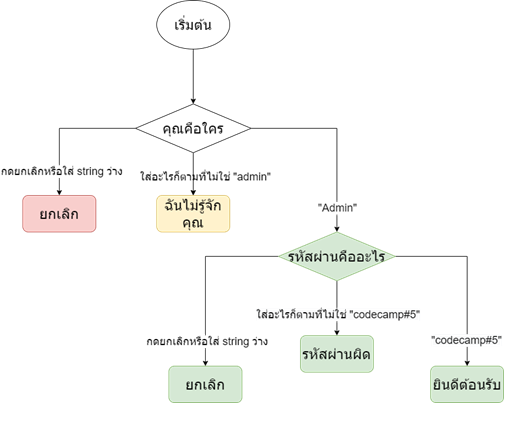 เริ่มต้น
คุณคือใคร
กดยกเลิกหรือใส่ string ว่าง
ใส่อะไรก็ตามที่ไม่ใช่ "admin"
ยกเลิก
ฉันไม่รู้จัก
คุณ
"Admin"
รหัสผ่านคืออะไร
ใส่อะไรก็ตามที่ไม่ใช่ "codecamp#5"
กดยกเลิกหรือใส่ string ว่าง
"codecamp#5"
รหัสผ่านผิด
ยกเลิก
ยินดีต้อนรับ